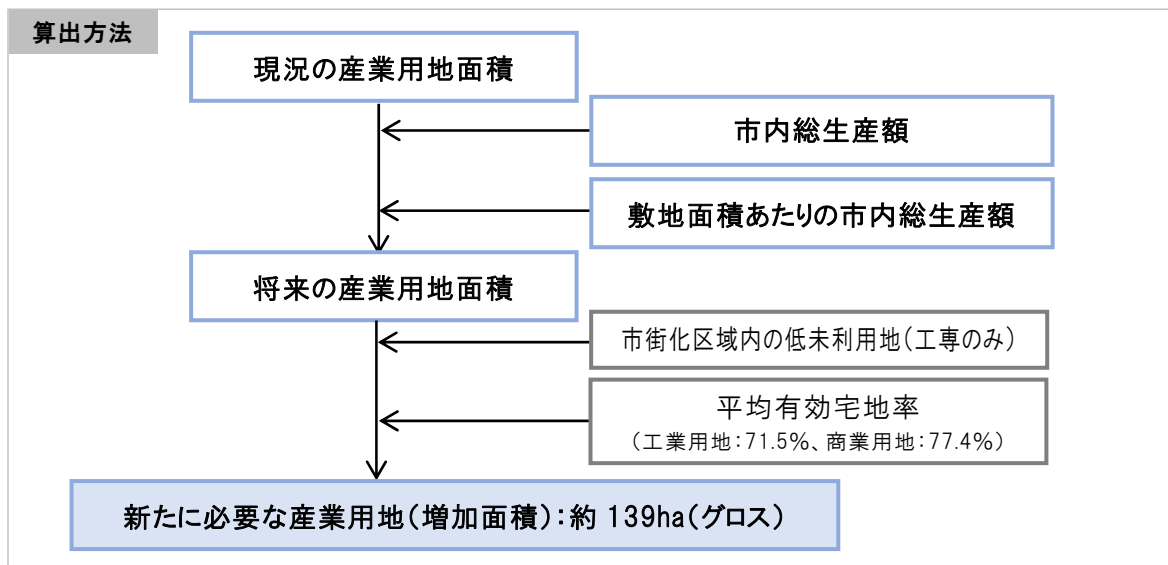 算出方法
現況の産業用地面積
市内総生産額
敷地面積あたりの市内総生産額
将来の産業用地面積
市街化区域内の低未利用地（工専のみ）
平均有効宅地率
（工業用地：71.5%、商業用地：77.4%）
新たに必要な産業用地（増加面積）：約 139ha（グロス）